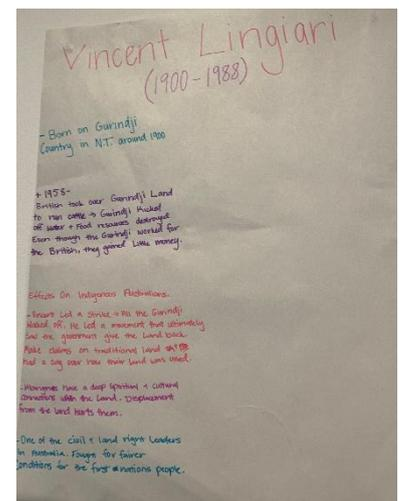 Vincent Lingiari
(1900-1988)
- Born on Gurindji
Country in N.T. around 1900
+ 1958-
British took over Gurindji Land
to run cattle → Gurindji Kicked
off water + Food resources destroyed
Even though the Gurindji worked for
the British, they gained little money.
Effects On Indigenous Australians.
- Vincent Led a Strike → All the Gurindji
Walked off. He led a movement that ultimately
the government give the Land back.
Make claims on traditional land
had a say over how their land was used.
- Aborigines have a deep spiritual + cultural
connections with the Land. Displacement
from the land hurts them.
- One of the civil + land right Leaders
in Australia. Fought for fairer
conditions for the first nations people.